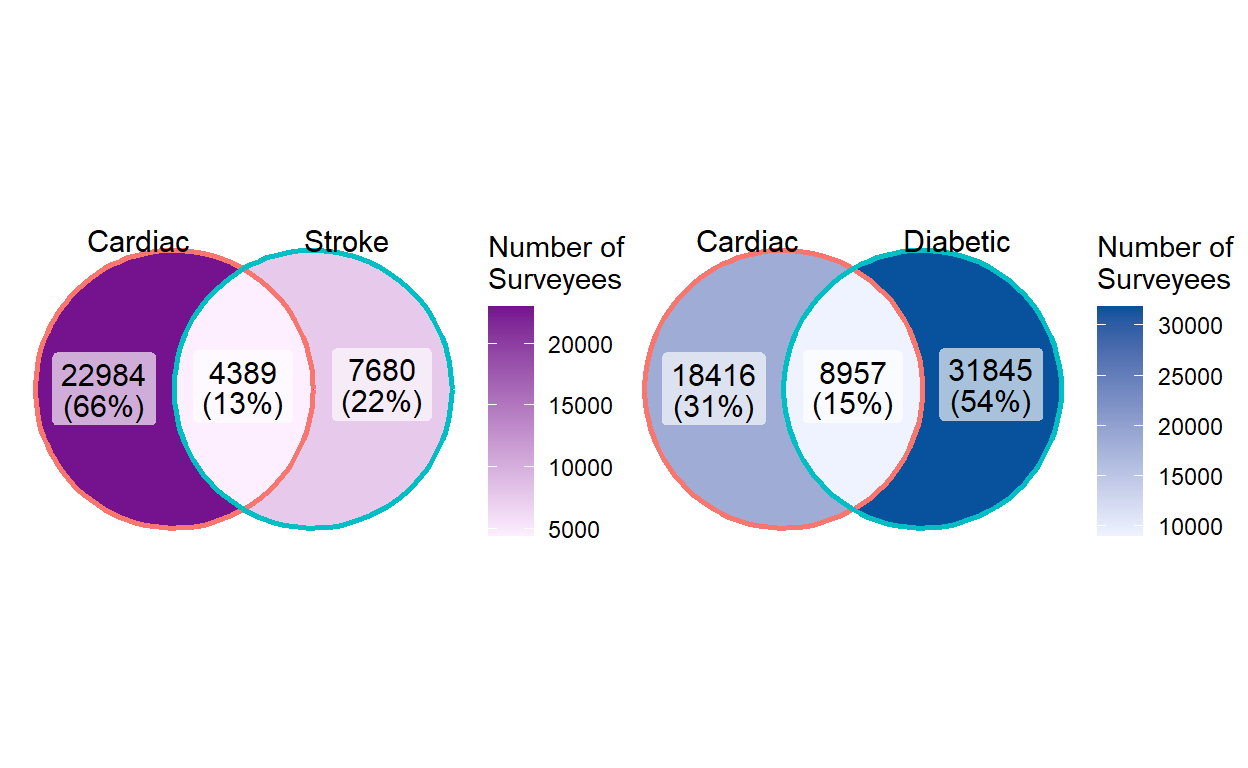 Cardiac
Stroke
22984
(66%)
4389
(13%)
7680
(22%)
Number of
Surveyees
20000
15000
10000
5000
Cardiac
Diabetic
18416
(31%)
8957
(15%)
31845
(54%)
Number of
Surveyees
30000
25000
20000
15000
10000